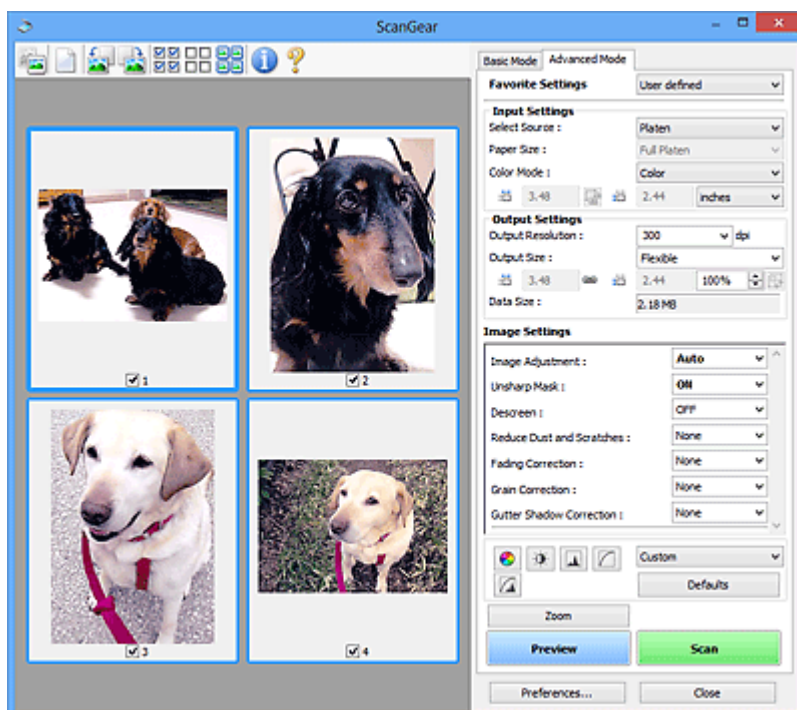 ScanGear
Basic Mode Advanced Mode
Favorite Settings User defined
Input Settings
Select Source : Platen
Paper Size : Full Platen
Color Mode : Color
3.48 2.44 inches
Output Settings
Output Resolution : 300 dpi
Output Size : Flexible
3.48 2.44 100%
Data Size : 2.18 MB
Image Settings
Image Adjustment : Auto
Unsharp Mask : ON
Descreen : OFF
Reduce Dust and Scratches : None
Fading Correction : None
Grain Correction : None
Gutter Shadow Correction : None
Custom
Defaults
Zoom
Preview Scan
Preferences... Close
1 2
3 4